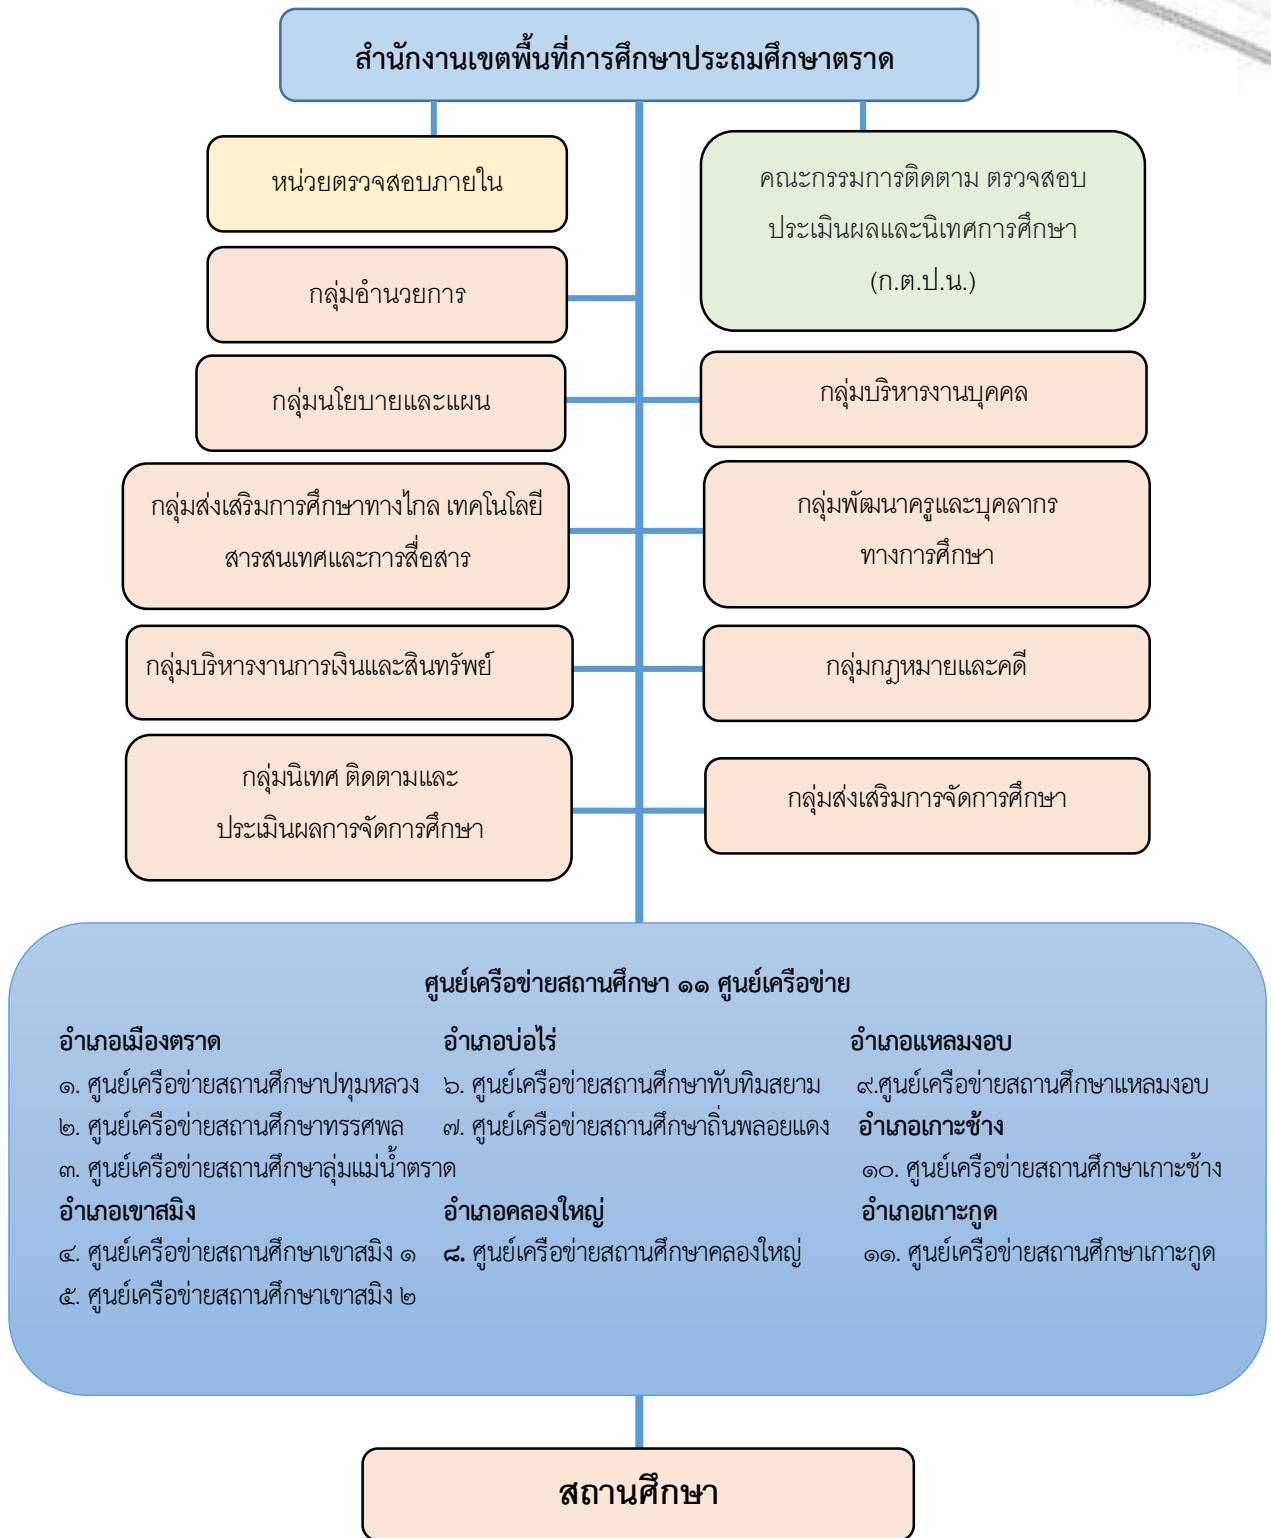 สำนักงานเขตพื้นที่การศึกษาประถมศึกษาตราด
หน่วยตรวจสอบภายใน
คณะกรรมการติดตาม ตรวจสอบ
ประเมินผลและนิเทศการศึกษา
(ก.ต.ป.น.)
กลุ่มอำนวยการ
กลุ่มนโยบายและแผน
กลุ่มบริหารงานบุคคล
กลุ่มส่งเสริมการศึกษาทางไกล เทคโนโลยี
สารสนเทศและการสื่อสาร
กลุ่มพัฒนาครูและบุคลากร
ทางการศึกษา
กลุ่มบริหารงานการเงินและสินทรัพย์
กลุ่มกฎหมายและคดี
กลุ่มนิเทศ ติดตามและ
ประเมินผลการจัดการศึกษา
กลุ่มส่งเสริมการจัดการศึกษา
ศูนย์เครือข่ายสถานศึกษา ๑๑ ศูนย์เครือข่าย
อำเภอเมืองตราด
๑. ศูนย์เครือข่ายสถานศึกษาปทุมหลวง
๒. ศูนย์เครือข่ายสถานศึกษาทรรศพล
๓. ศูนย์เครือข่ายสถานศึกษาลุ่มแม่น้ำตราด
อำเภอเขาสมิง
๔. ศูนย์เครือข่ายสถานศึกษาเขาสมิง ๑
๕. ศูนย์เครือข่ายสถานศึกษาเขาสมิง ๒
อำเภอบ่อไร่
๖. ศูนย์เครือข่ายสถานศึกษาทับทิมสยาม
๗. ศูนย์เครือข่ายสถานศึกษาถิ่นพลอยแดง
อำเภอคลองใหญ่
๘. ศูนย์เครือข่ายสถานศึกษาคลองใหญ่
อำเภอแหลมงอบ
๙.ศูนย์เครือข่ายสถานศึกษาแหลมงอบ
อำเภอเกาะช้าง
๑๐. ศูนย์เครือข่ายสถานศึกษาเกาะช้าง
อำเภอเกาะกูด
๑๑. ศูนย์เครือข่ายสถานศึกษาเกาะกูด
สถานศึกษา